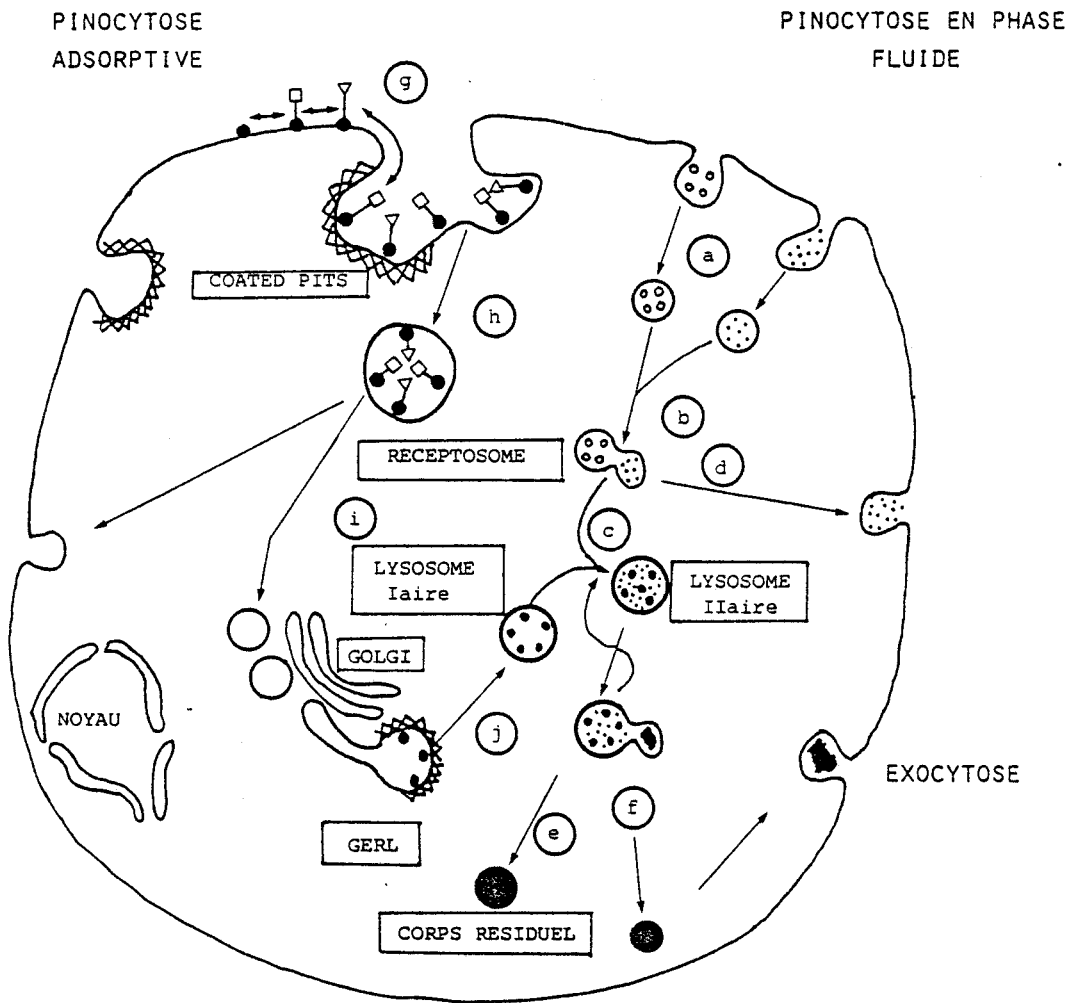 PINOCYTOSE
ADSORPTIVE
PINOCYTOSE EN PHASE
FLUIDE
g
COATED PITS
a
h
b
RECEPTOSOME
d
i
c
LYSOSOME
Iaire
LYSOSOME
IIaire
GOLGI
NOYAU
j
EXOCYTOSE
f
e
GERL
CORPS RESIDUEL